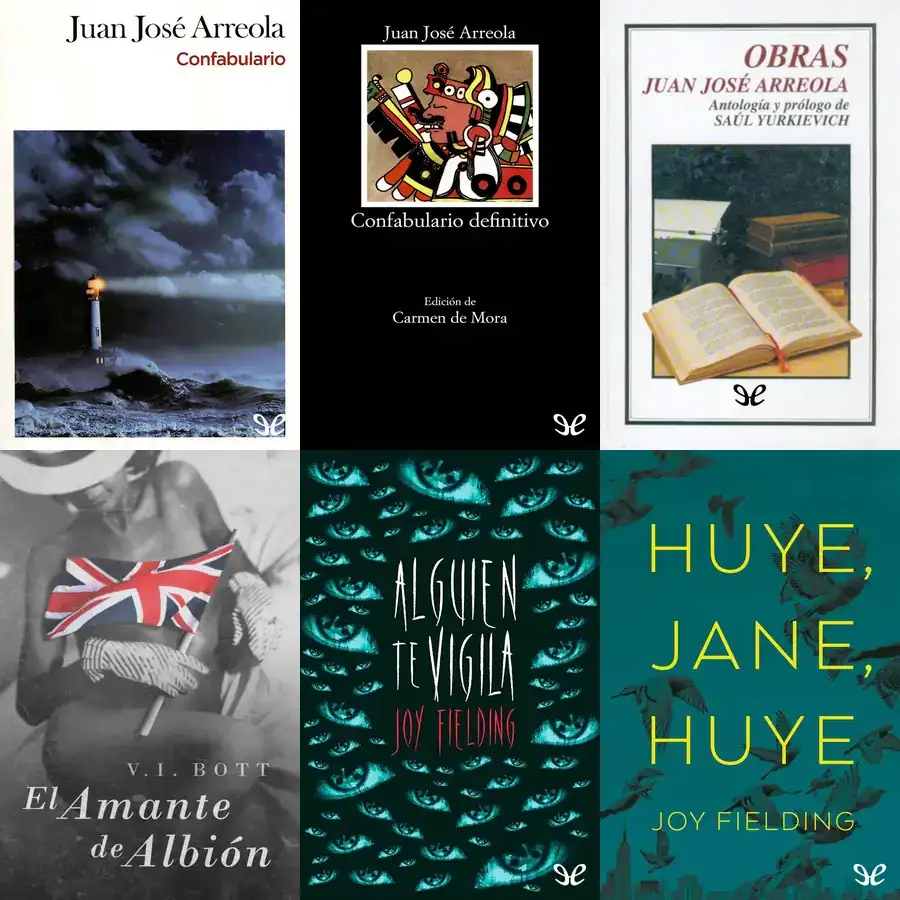 Juan José Arreola
Confabulario
Juan José Arreola
Confabulario definitivo
Edición de
Carmen de Mora
OBRAS
JUAN JOSÉ ARREOLA
Antología y prólogo de
SAÚL YURKIEVICH
V. I. BOTT
El Amante
de Albión
ALGUIEN
TE VIGILA
JOY FIELDING
HUYE,
JANE,
HUYE
JOY FIELDING